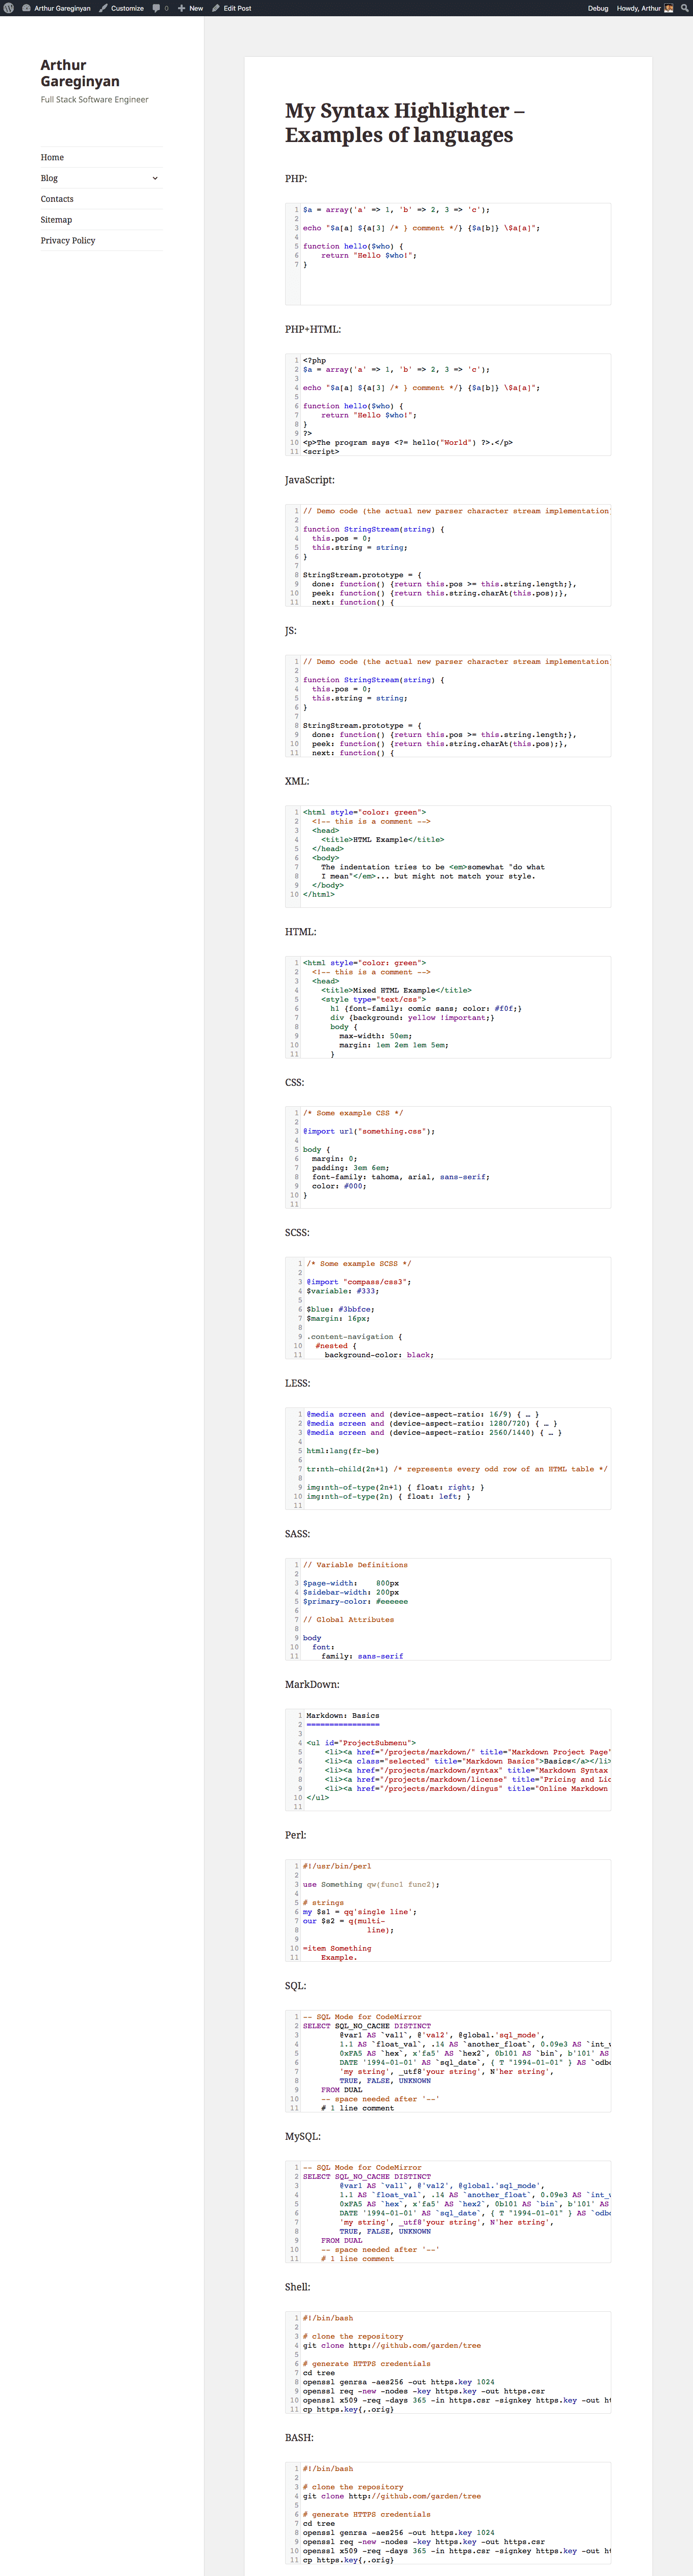 Arthur Gareginyan Customize 0 New Edit Post Debug Howdy, Arthur
Arthur
Gareginyan
Full Stack Software Engineer
Home
Blog
Contacts
Sitemap
Privacy Policy
My Syntax Highlighter –
Examples of languages
PHP:
1 $a = array('a' => 1, 'b' => 2, 3 => 'c');
2
3 echo "$a[a] ${a[3] /* } comment */} {$a[b]} \$a[a]";
4
5 function hello($who) {
6     return "Hello $who!";
7 }
PHP+HTML:
1 <?php
2 $a = array('a' => 1, 'b' => 2, 3 => 'c');
3
4 echo "$a[a] ${a[3] /* } comment */} {$a[b]} \$a[a]";
5
6 function hello($who) {
7     return "Hello $who!";
8 }
9 ?>
10 <p>The program says <?= hello("World") ?>.</p>
11 <script>
JavaScript:
1 // Demo code (the actual new parser character stream implementation)
2
3 function StringStream(string) {
4   this.pos = 0;
5   this.string = string;
6 }
7
8 StringStream.prototype = {
9   done: function() {return this.pos >= this.string.length;},
10   peek: function() {return this.string.charAt(this.pos);},
11   next: function() {
JS:
1 // Demo code (the actual new parser character stream implementation)
2
3 function StringStream(string) {
4   this.pos = 0;
5   this.string = string;
6 }
7
8 StringStream.prototype = {
9   done: function() {return this.pos >= this.string.length;},
10   peek: function() {return this.string.charAt(this.pos);},
11   next: function() {
XML:
1 <html style="color: green">
2   <!-- this is a comment -->
3   <head>
4     <title>HTML Example</title>
5   </head>
6   <body>
7     The indentation tries to be <em>somewhat "do what
8     I mean"</em>... but might not match your style.
9   </body>
10 </html>
HTML:
1 <html style="color: green">
2   <!-- this is a comment -->
3   <head>
4     <title>Mixed HTML Example</title>
5     <style type="text/css">
6       h1 {font-family: comic sans; color: #f0f;}
7       div {background: yellow !important;}
8       body {
9         max-width: 50em;
10         margin: 1em 2em 1em 5em;
11       }
CSS:
1 /* Some example CSS */
2
3 @import url("something.css");
4
5 body {
6   margin: 0;
7   padding: 3em 6em;
8   font-family: tahoma, arial, sans-serif;
9   color: #000;
10 }
11
SCSS:
1 /* Some example SCSS */
2
3 @import "compass/css3";
4 $variable: #333;
5
6 $blue: #3bbfce;
7 $margin: 16px;
8
9 .content-navigation {
10   #nested {
11     background-color: black;
LESS:
1 @media screen and (device-aspect-ratio: 16/9) { … }
2 @media screen and (device-aspect-ratio: 1280/720) { … }
3 @media screen and (device-aspect-ratio: 2560/1440) { … }
4
5 html:lang(fr-be)
6
7 tr:nth-child(2n+1) /* represents every odd row of an HTML table */
8
9 img:nth-of-type(2n+1) { float: right; }
10 img:nth-of-type(2n) { float: left; }
11
SASS:
1 // Variable Definitions
2
3 $page-width:    800px
4 $sidebar-width: 200px
5 $primary-color: #eeeeee
6
7 // Global Attributes
8
9 body
10   font:
11     family: sans-serif
MarkDown:
1 Markdown: Basics
2 ================
3
4 <ul id="ProjectSubmenu">
5     <li><a href="/projects/markdown/" title="Markdown Project Page"
6     <li><a class="selected" title="Markdown Basics">Basics</a></li>
7     <li><a href="/projects/markdown/syntax" title="Markdown Syntax
8     <li><a href="/projects/markdown/license" title="Pricing and Lic
9     <li><a href="/projects/markdown/dingus" title="Online Markdown
10 </ul>
11
Perl:
1 #!/usr/bin/perl
2
3 use Something qw(func1 func2);
4
5 # strings
6 my $s1 = qq'single line';
7 our $s2 = q(multi-
8               line);
9
10 =item Something
11     Example.
SQL:
1 -- SQL Mode for CodeMirror
2 SELECT SQL_NO_CACHE DISTINCT
3         @var1 AS `val1`, @'val2', @global.'sql_mode',
4         1.1 AS `float_val`, .14 AS `another_float`, 0.09e3 AS `int_v
5         0xFA5 AS `hex`, x'fa5' AS `hex2`, 0b101 AS `bin`, b'101' AS
6         DATE '1994-01-01' AS `sql_date`, { T "1994-01-01" } AS `odbc
7         'my string', _utf8'your string', N'her string',
8         TRUE, FALSE, UNKNOWN
9     FROM DUAL
10     -- space needed after '--'
11     # 1 line comment
MySQL:
1 -- SQL Mode for CodeMirror
2 SELECT SQL_NO_CACHE DISTINCT
3         @var1 AS `val1`, @'val2', @global.'sql_mode',
4         1.1 AS `float_val`, .14 AS `another_float`, 0.09e3 AS `int_v
5         0xFA5 AS `hex`, x'fa5' AS `hex2`, 0b101 AS `bin`, b'101' AS
6         DATE '1994-01-01' AS `sql_date`, { T "1994-01-01" } AS `odbc
7         'my string', _utf8'your string', N'her string',
8         TRUE, FALSE, UNKNOWN
9     FROM DUAL
10     -- space needed after '--'
11     # 1 line comment
Shell:
1 #!/bin/bash
2
3 # clone the repository
4 git clone http://github.com/garden/tree
5
6 # generate HTTPS credentials
7 cd tree
8 openssl genrsa -aes256 -out https.key 1024
9 openssl req -new -nodes -key https.key -out https.csr
10 openssl x509 -req -days 365 -in https.csr -signkey https.key -out ht
11 cp https.key{,.orig}
BASH:
1 #!/bin/bash
2
3 # clone the repository
4 git clone http://github.com/garden/tree
5
6 # generate HTTPS credentials
7 cd tree
8 openssl genrsa -aes256 -out https.key 1024
9 openssl req -new -nodes -key https.key -out https.csr
10 openssl x509 -req -days 365 -in https.csr -signkey https.key -out ht
11 cp https.key{,.orig}